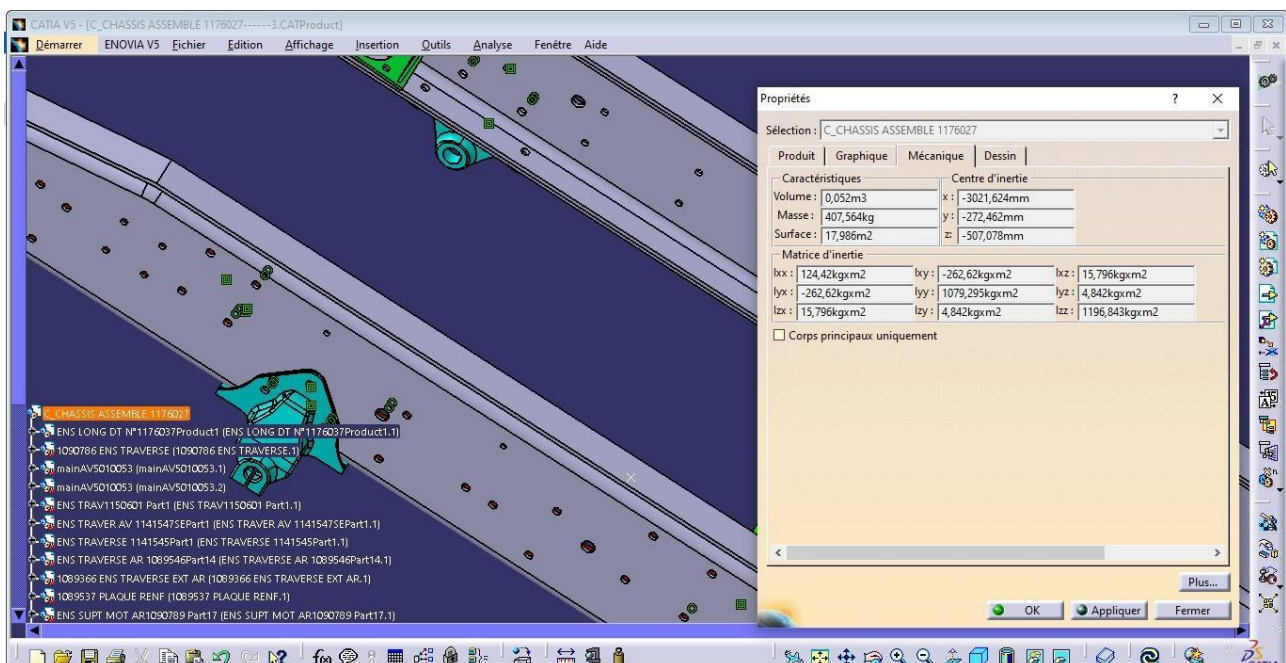 CATIA V5 - [C_CHASSIS ASSEMBLE 1176027------3.CATProduct]
Démarrer ENOVIA V5 Fichier Edition Affichage Insertion Outils Analyse Fenêtre Aide
Propriétés ? X
Sélection : C_CHASSIS ASSEMBLE 1176027
Produit Graphique Mécanique Dessin
Caractéristiques Centre d'inertie
Volume : 0,052m3 x : -3021,624mm
Masse : 407,564kg y : -272,462mm
Surface : 17,986m2 z: -507,078mm
Matrice d'inertie
Ixx : 124,42kgxm2 Ixy : -262,62kgxm2 Ixz : 15,796kgxm2
Iyx : -262,62kgxm2 Iyy : 1079,295kgxm2 Iyz : 4,842kgxm2
Izx : 15,796kgxm2 Izy : 4,842kgxm2 Izz : 1196,843kgxm2
Corps principaux uniquement
Plus...
OK Appliquer Fermer
C_CHASSIS ASSEMBLE 1176027
ENS LONG DT N°1176037Product1 (ENS LONG DT N°1176037Product1.1)
1090786 ENS TRAVERSE (1090786 ENS TRAVERSE.1)
mainAV5010053 (mainAV5010053.1)
mainAV5010053 (mainAV5010053.2)
ENS TRAV1150601 Part1 (ENS TRAV1150601 Part1.1)
ENS TRAVER AV 1141547SEPart1 (ENS TRAVER AV 1141547SEPart1.1)
ENS TRAVERSE 1141545Part1 (ENS TRAVERSE 1141545Part1.1)
ENS TRAVERSE AR 1089546Part14 (ENS TRAVERSE AR 1089546Part14.1)
1089366 ENS TRAVERSE EXT AR (1089366 ENS TRAVERSE EXT AR.1)
1089537 PLAQUE RENF (1089537 PLAQUE RENF.1)
ENS SUPT MOT AR1090789 Part17 (ENS SUPT MOT AR1090789 Part17.1)